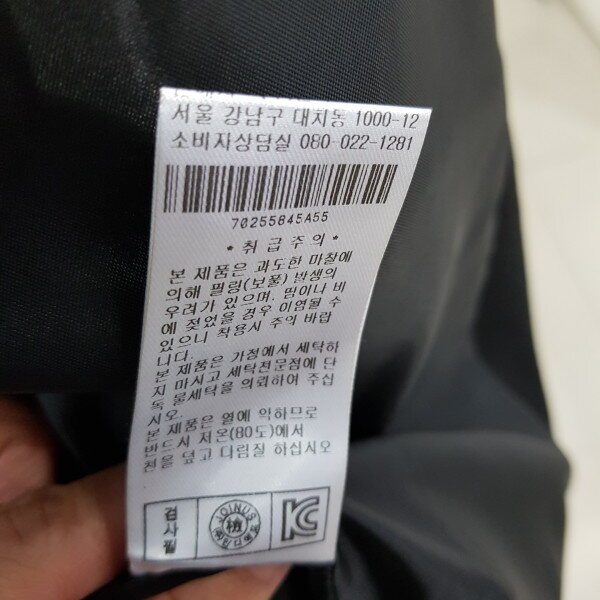 서울 강남구 대치동 1000-12
소비자상담실 080-022-1281
70255845A55
* 취 급 주 의 *
본 제품은 과도한 마찰에
의해 필링(보풀) 발생의
우려가 있으며, 땀이나 비
에 젖었을 경우 이염될 수
있으니 착용시 주의 바랍
니다.
본 제품은 가정에서 세탁하
지 마시고 세탁전문점에 단
독 물세탁을 의뢰하여 주십
시오.
본 제품은 열에 약하므로
반드시 저온(80도)에서
천을 덮고 다림질 하십시오
검사필
JOINUS
KC